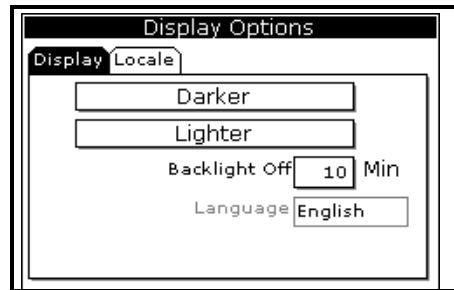 Display Options
Display Locale
Darker
Lighter
Backlight Off 10 Min
Language English